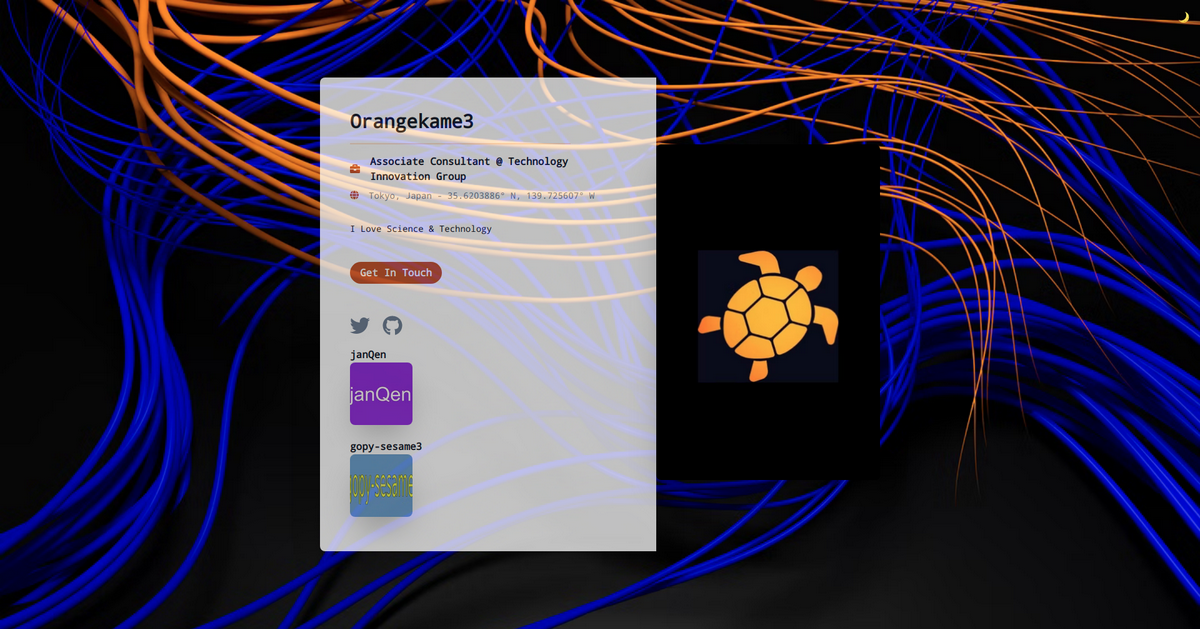 Orangekame3
Associate Consultant @ Technology
Innovation Group
Tokyo, Japan - 35.6203886° N, 139.725607° W
I Love Science & Technology
Get In Touch
janQen
janQen
gopy-sesame3
gopy-sesame